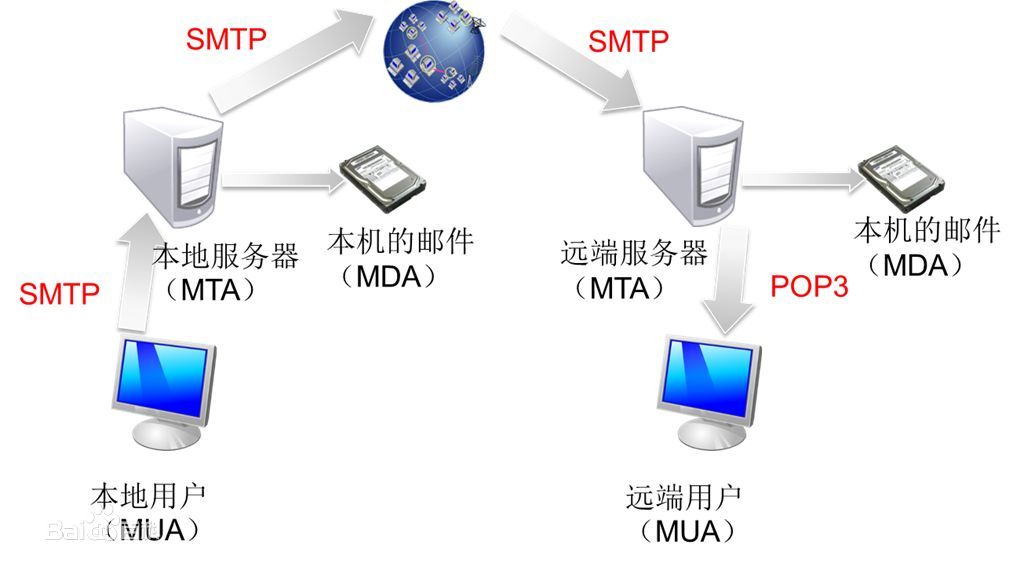 SMTP
SMTP
本地服务器
（MTA）
本机的邮件
（MDA）
远端服务器
（MTA）
本机的邮件
（MDA）
SMTP
POP3
本地用户
（MUA）
远端用户
（MUA）